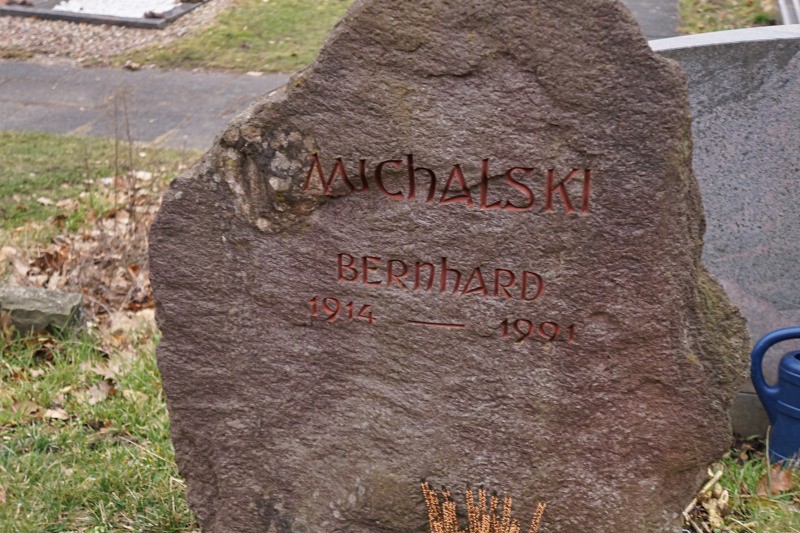 MIChALSKI
BERNhARD
1914 — 1991